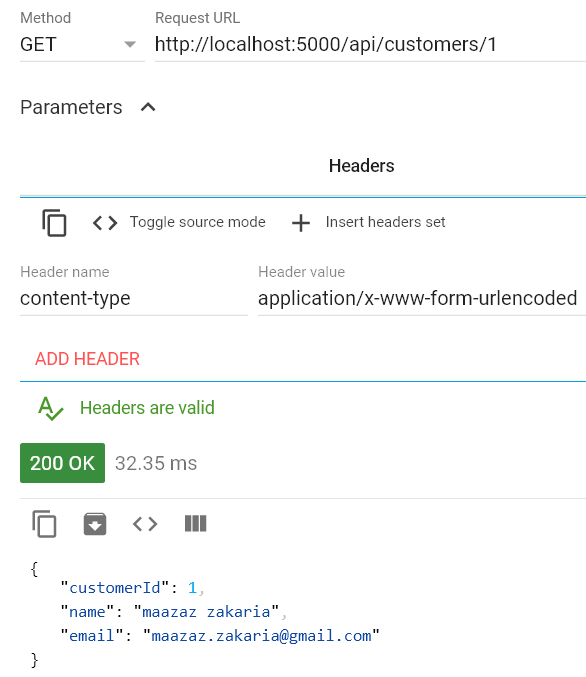 Method Request URL
GET http://localhost:5000/api/customers/1
Parameters
Headers
Toggle source mode Insert headers set
Header name Header value
content-type application/x-www-form-urlencoded
ADD HEADER
Headers are valid
200 OK 32.35 ms
{
"customerId": 1,
"name": "maazaz zakaria",
"email": "maazaz.zakaria@gmail.com"
}